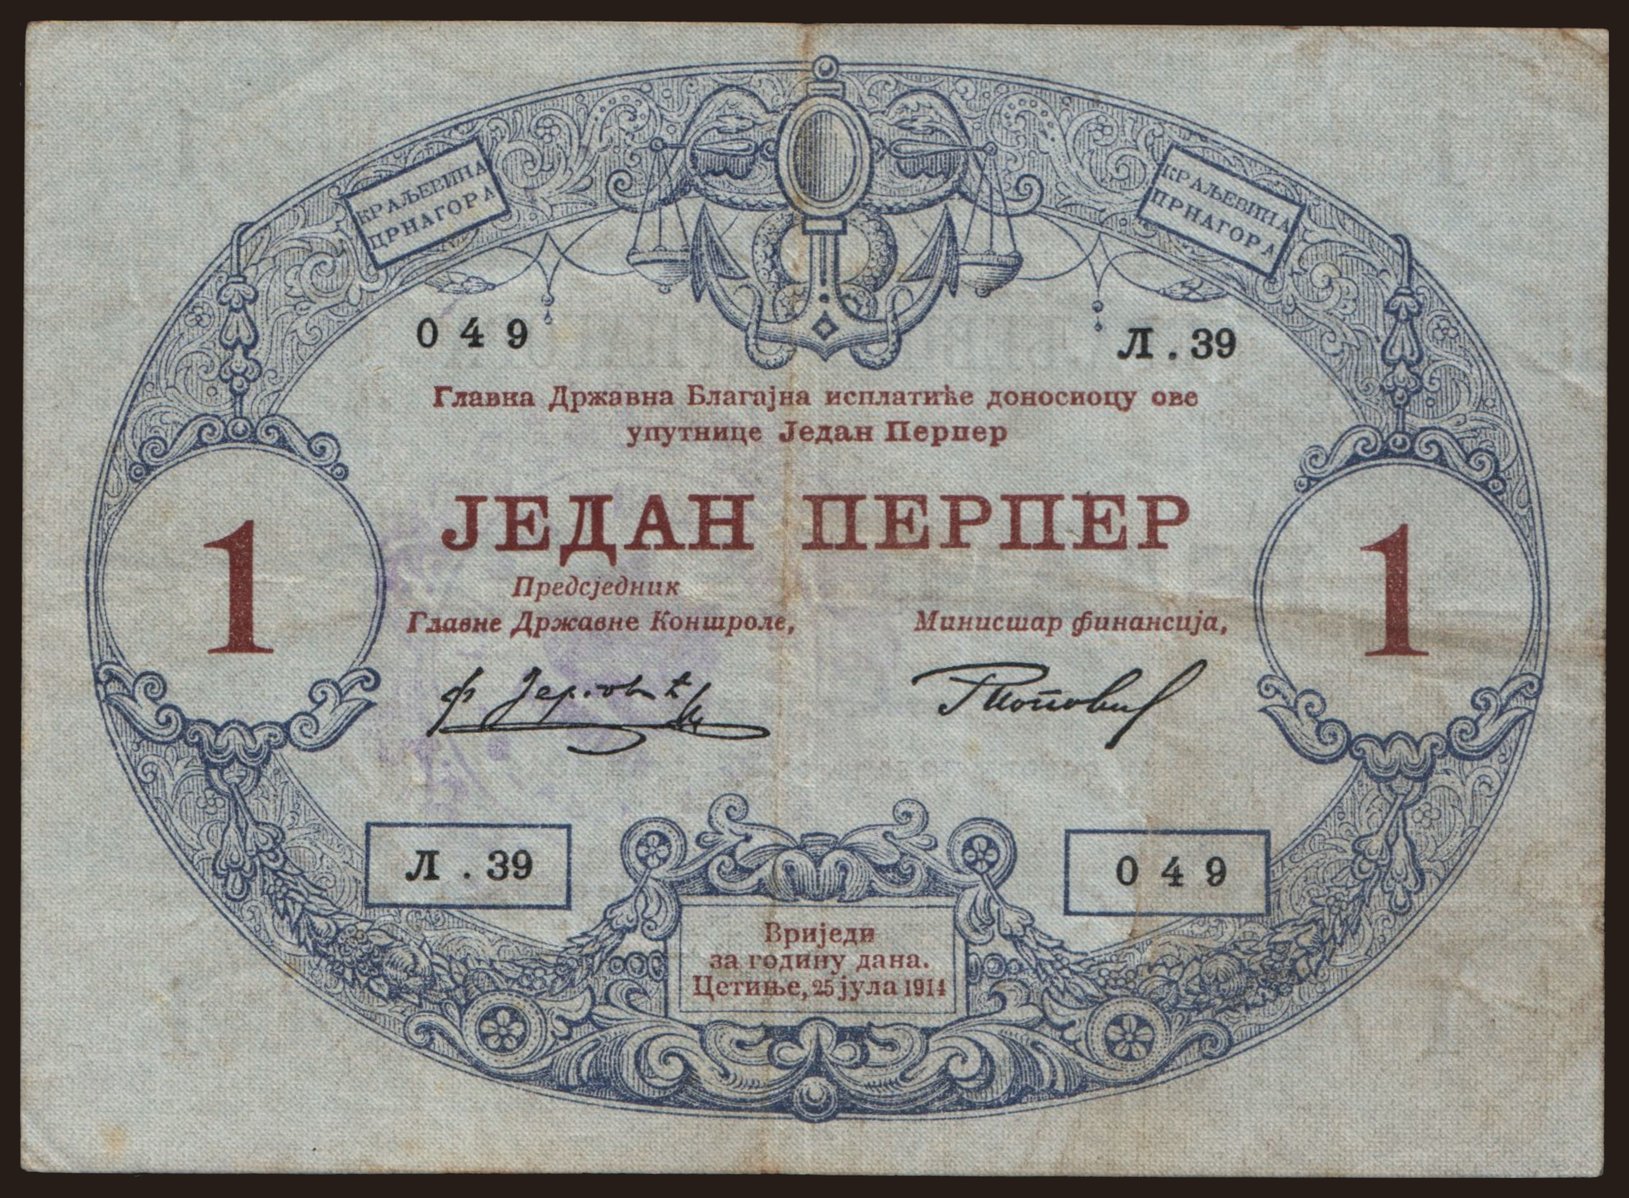 КРАЉЕВИНА
ЦРНАГОРА
КРАЉЕВИНА
ЦРНАГОРА
049
Л . 39
Главна Државна Благајна исплатиће доносиоцу ове
упутнице Један Перпер
ЈЕДАН ПЕРПЕР
1
1
Предсједник
Главне Државне Контроле,
Министар финансија,
Л . 39
049
Вриједи
за годину дана.
Цетиње, 25 јула 1914